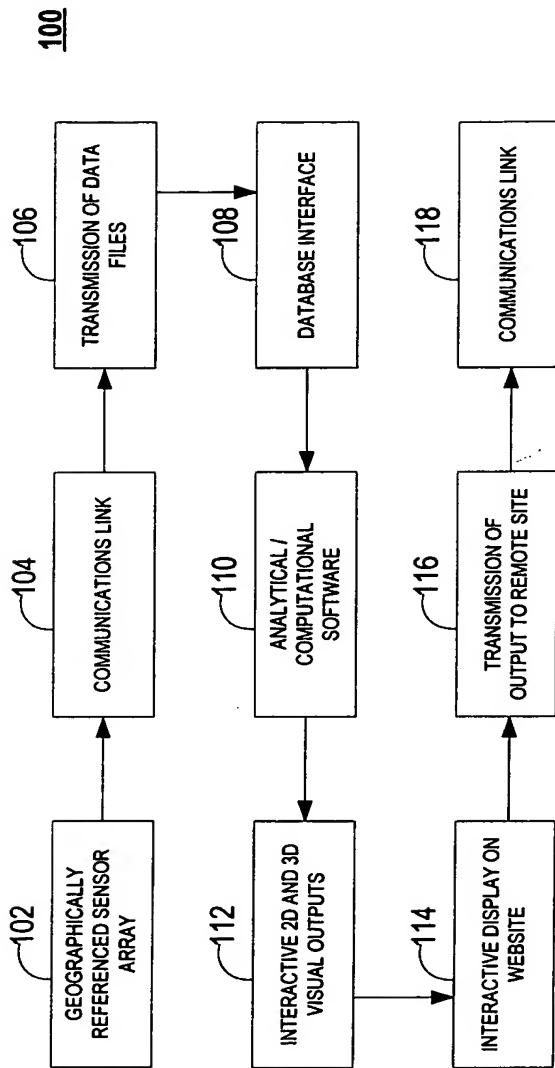 100
102
GEOGRAPHICALLY
REFERENCED SENSOR
ARRAY
104
COMMUNICATIONS LINK
106
TRANSMISSION OF DATA
FILES
108
DATABASE INTERFACE
110
ANALYTICAL /
COMPUTATIONAL
SOFTWARE
112
INTERACTIVE 2D AND 3D
VISUAL OUTPUTS
114
INTERACTIVE DISPLAY ON
WEBSITE
116
TRANSMISSION OF
OUTPUT TO REMOTE SITE
118
COMMUNICATIONS LINK